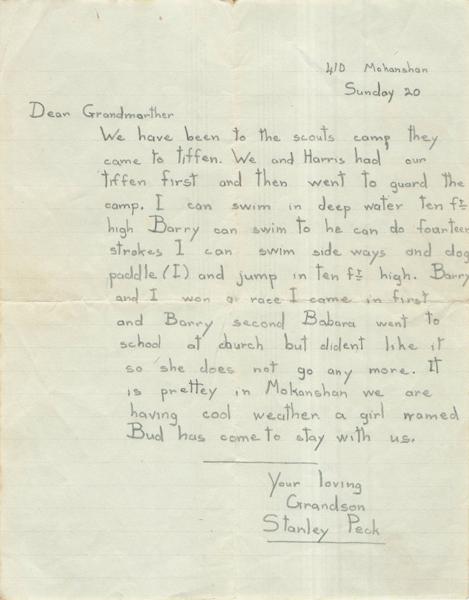 41D Mohanshan
Sunday 20
Dear Grandmarther
We have been to the scouts camp, they
came to tiffen. We and Harris had our
tiffen first and then went to guard the
camp. I can swim in deep water ten ft
high Barry can swim to he can do foarteen
strokes I can swim side ways and dog
paddle (I) and jump in ten ft high. Barry
and I won a race I came in first
and Barry second Babara went to
school at church but dident like it
so she does not go any more. It
is prettey in Mokanshan we are
having cool weather a girl named
Bud has come to stay with us.
Your loving
Grandson
Stanley Peck